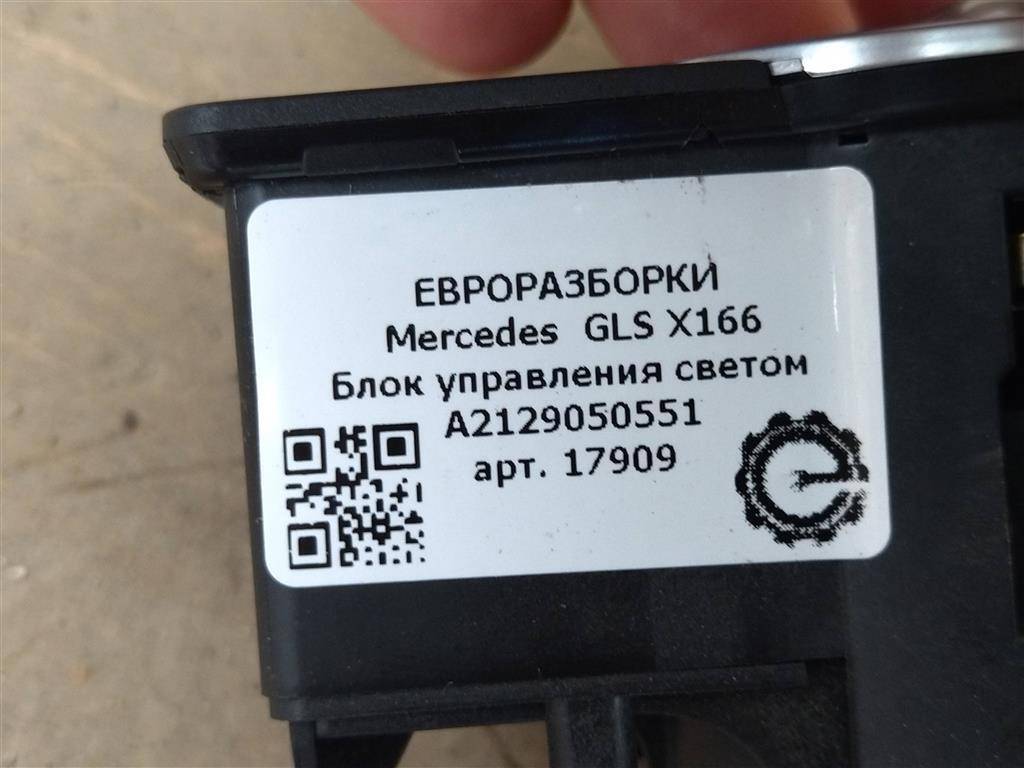 ЕВРОРАЗБОРКИ
Mercedes GLS X166
Блок управления светом
A2129050551
арт. 17909